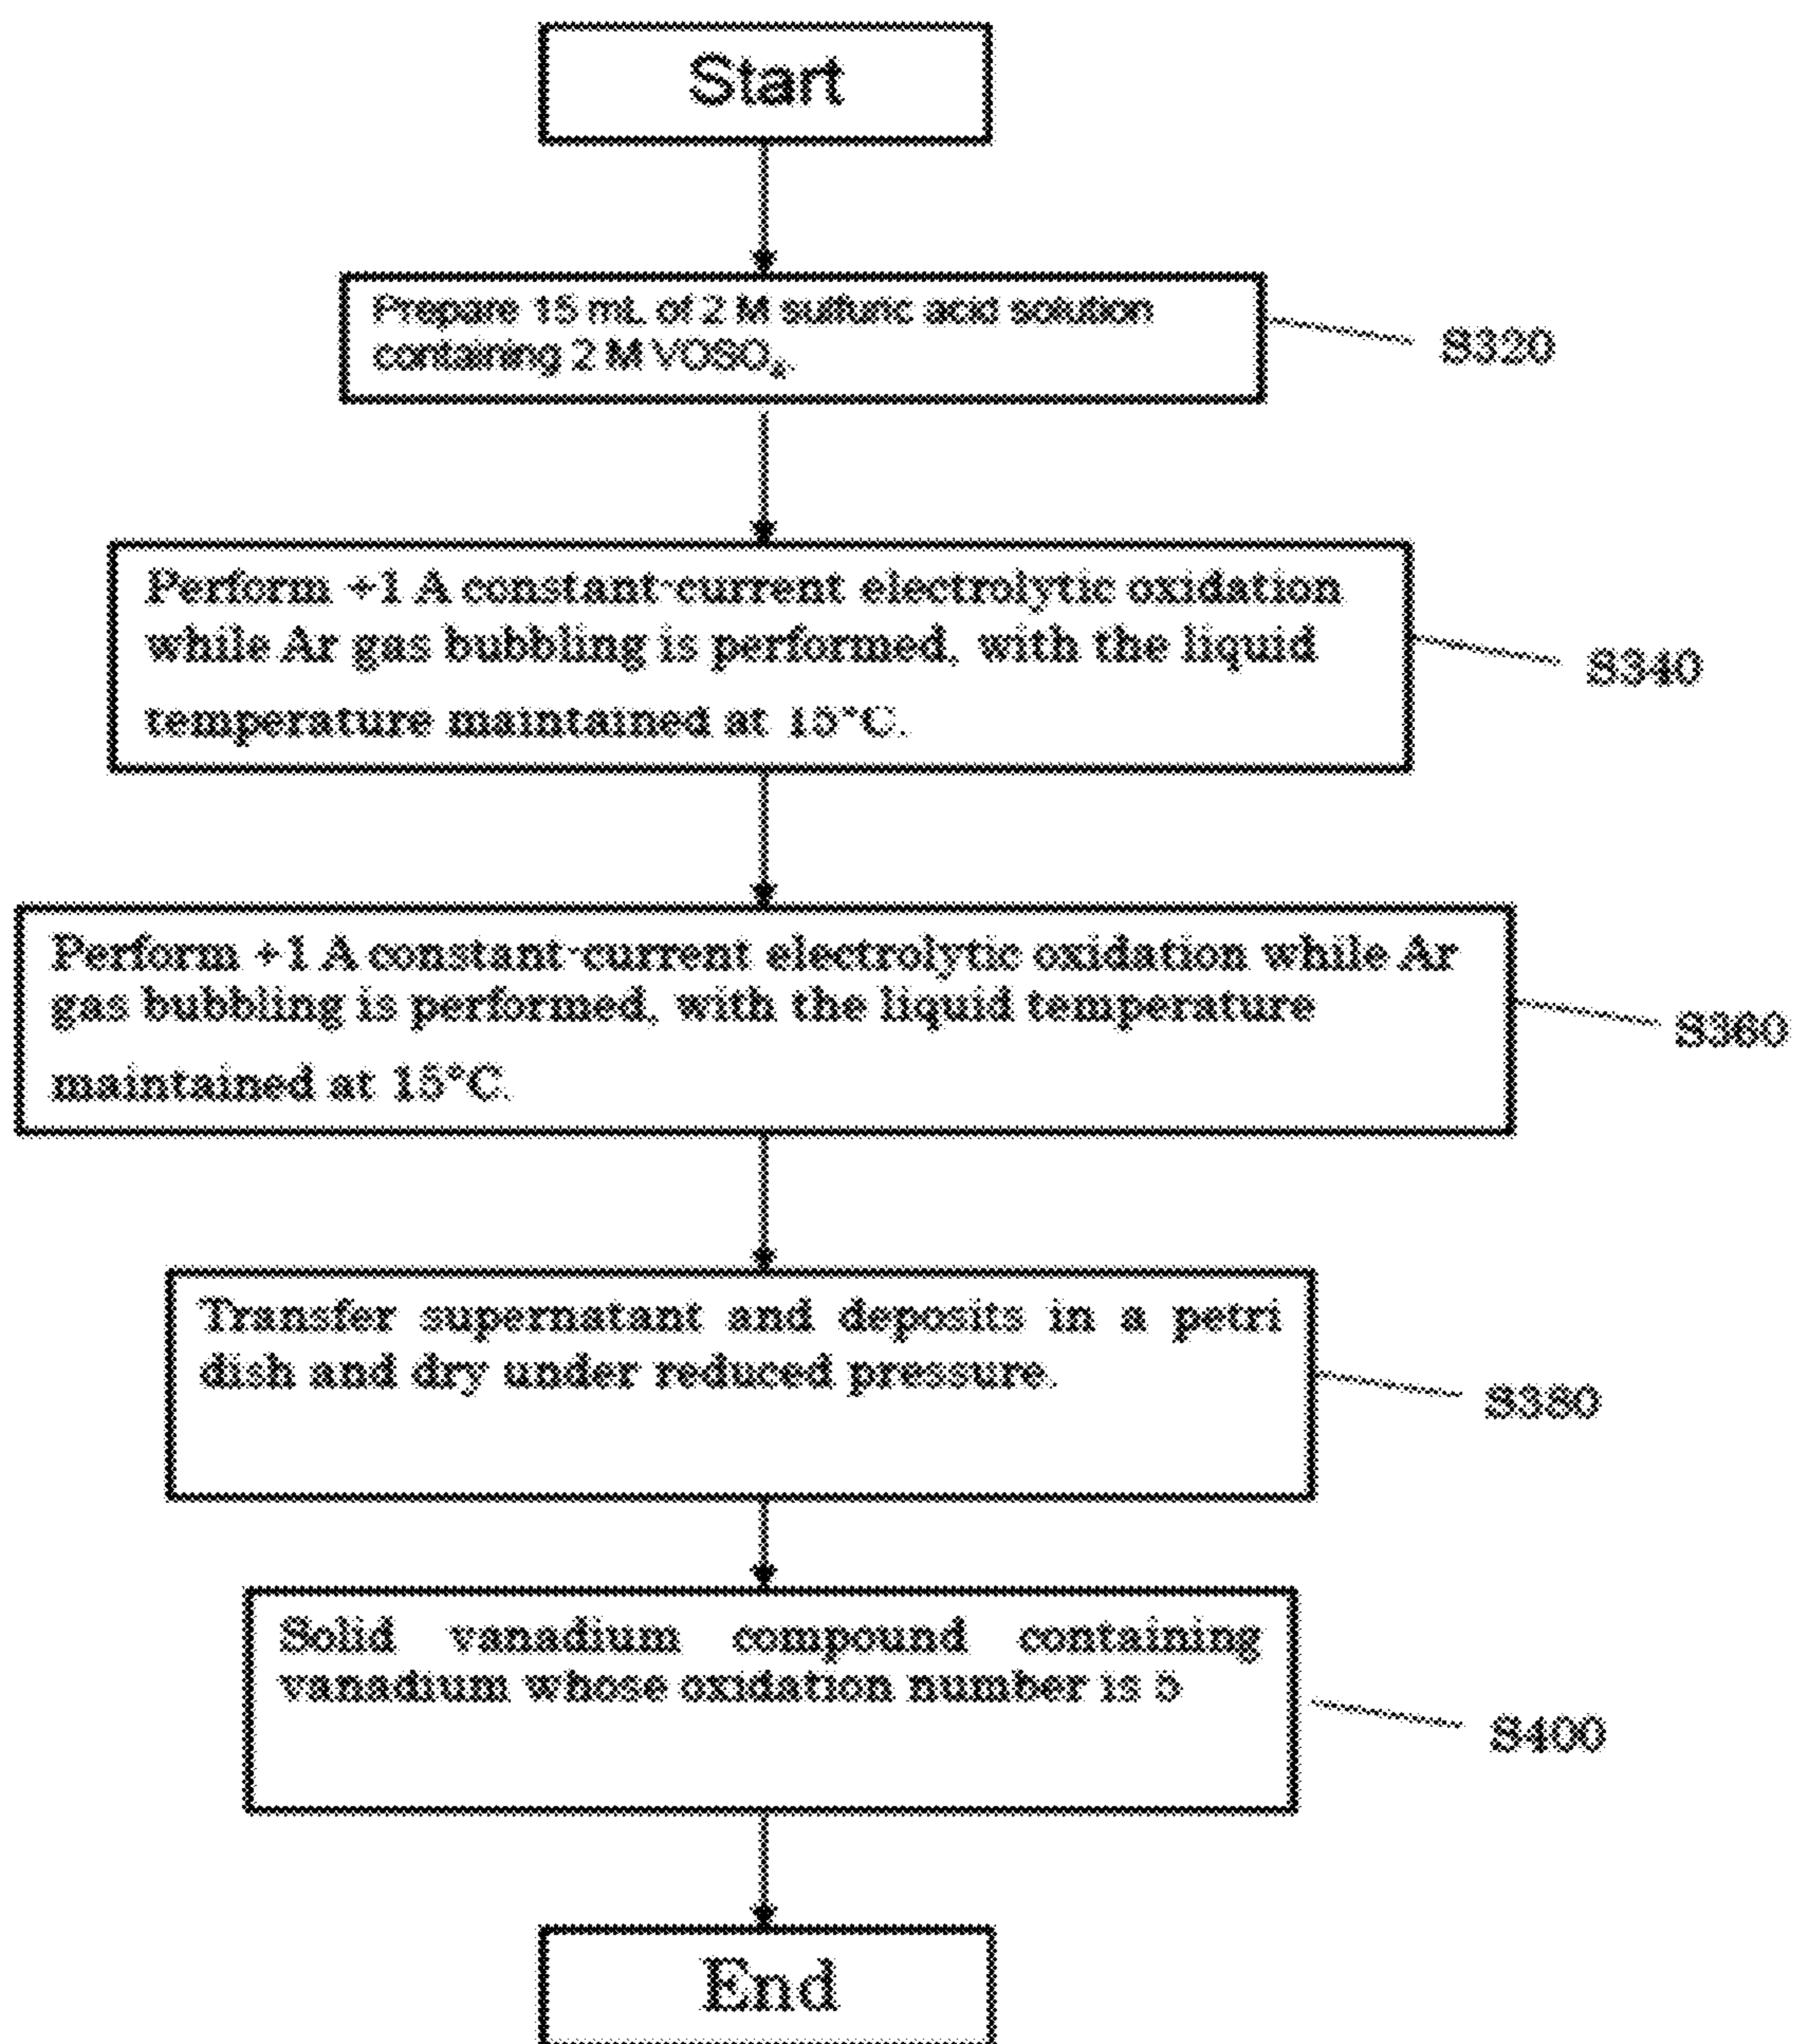 Start
Prepare 15 mL of 2 M sulfuric acid solution
containing 2 M VOSO₄.
S320
Perform +1 A constant-current electrolytic oxidation
while Ar gas bubbling is performed, with the liquid
temperature maintained at 15°C.
S340
Perform +1 A constant-current electrolytic oxidation while Ar
gas bubbling is performed, with the liquid temperature
maintained at 15°C.
S360
Transfer supernatant and deposits in a petri
dish and dry under reduced pressure.
S380
Solid vanadium compound containing
vanadium whose oxidation number is 5
S400
End